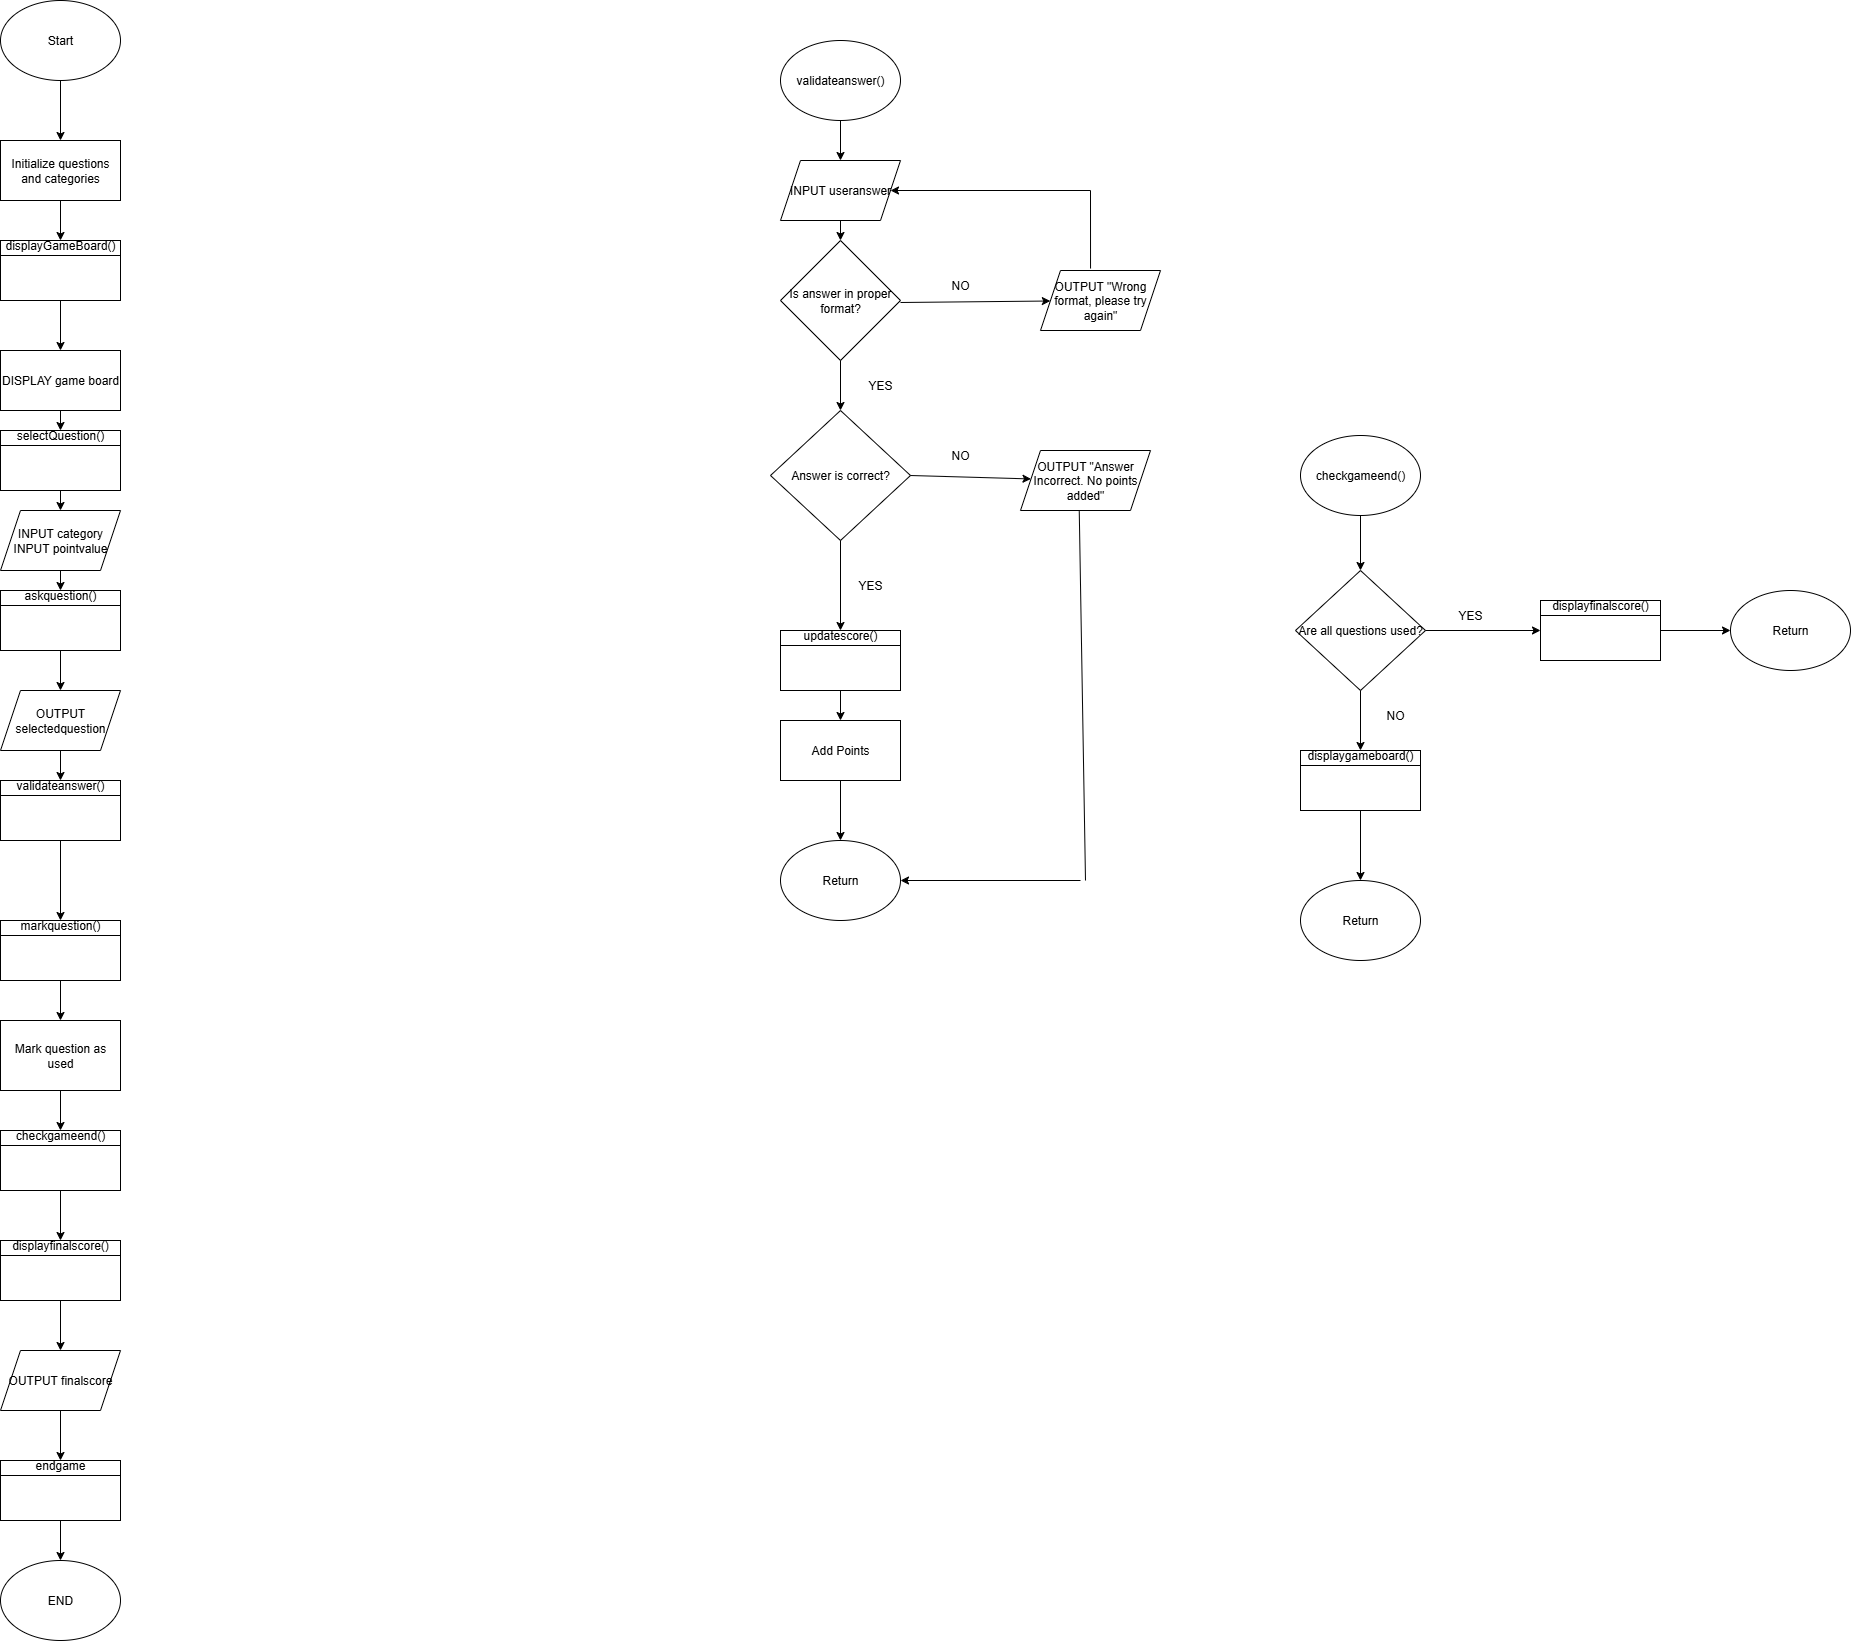 Start
Initialize questions
and categories
displayGameBoard()
DISPLAY game board
selectQuestion()
INPUT category
INPUT pointvalue
askquestion()
OUTPUT
selectedquestion
validateanswer()
markquestion()
Mark question as
used
checkgameend()
displayfinalscore()
OUTPUT finalscore
endgame
END
validateanswer()
INPUT useranswer
Is answer in proper
format?
NO
OUTPUT "Wrong
format, please try
again"
YES
Answer is correct?
NO
OUTPUT "Answer
Incorrect. No points
added"
YES
updatescore()
Add Points
Return
checkgameend()
Are all questions used?
YES
displayfinalscore()
Return
NO
displaygameboard()
Return